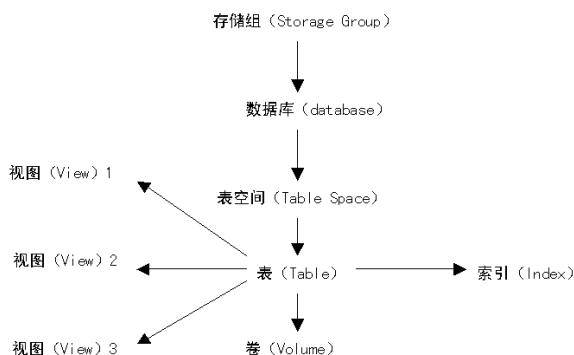 存储组（Storage Group）
数据库（database）
视图（View）1
表空间（Table Space）
视图（View）2
表（Table）
索引（Index）
视图（View）3
卷（Volume）